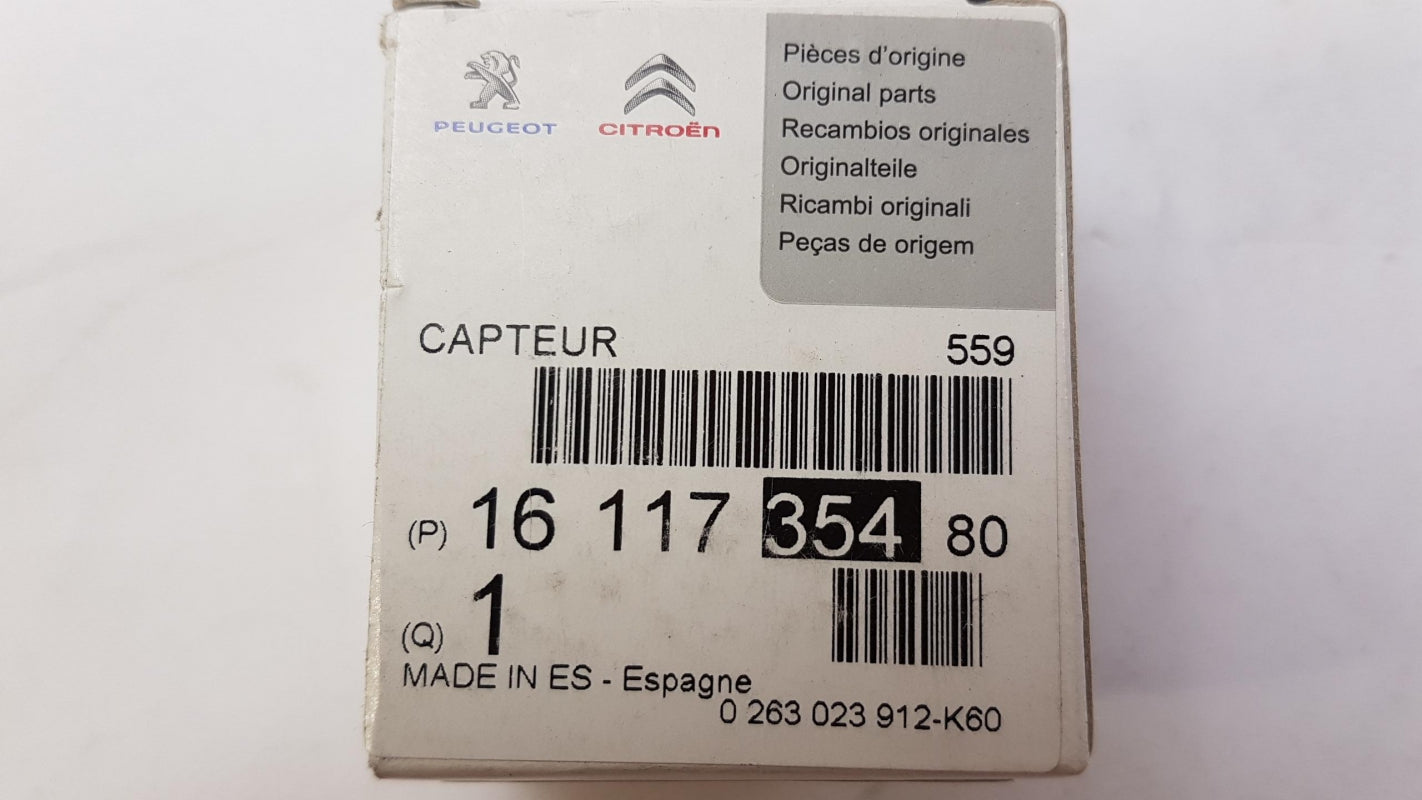 PEUGEOT CITROËN
Pièces d'origine
Original parts
Recambios originales
Originalteile
Ricambi originali
Peças de origem
CAPTEUR 559
(P) 16 117 354 80
(Q) 1
MADE IN ES - Espagne
0 263 023 912-K60